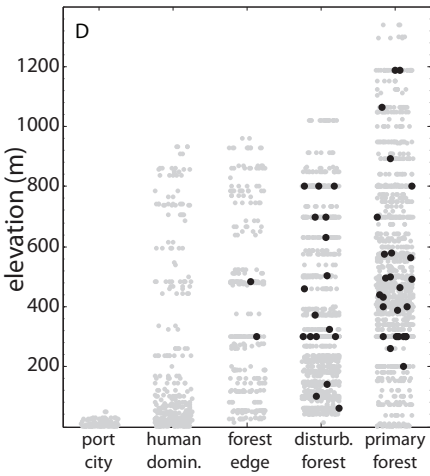 D
1200
1000
800
600
400
200
elevation (m)
port city
human domin.
forest edge
disturb. forest
primary forest